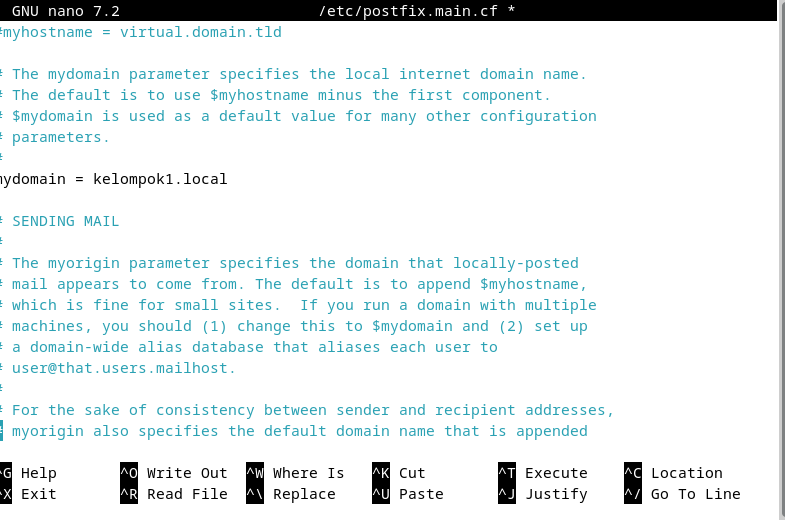 GNU nano 7.2 /etc/postfix.main.cf *
#myhostname = virtual.domain.tld
# The mydomain parameter specifies the local internet domain name.
# The default is to use $myhostname minus the first component.
# $mydomain is used as a default value for many other configuration
# parameters.
#
mydomain = kelompok1.local
# SENDING MAIL
#
# The myorigin parameter specifies the domain that locally-posted
# mail appears to come from. The default is to append $myhostname,
# which is fine for small sites.  If you run a domain with multiple
# machines, you should (1) change this to $mydomain and (2) set up
# a domain-wide alias database that aliases each user to
# user@that.users.mailhost.
#
# For the sake of consistency between sender and recipient addresses,
# myorigin also specifies the default domain name that is appended
^G Help ^O Write Out ^W Where Is ^K Cut ^T Execute ^C Location
^X Exit ^R Read File ^\ Replace ^U Paste ^J Justify ^/ Go To Line